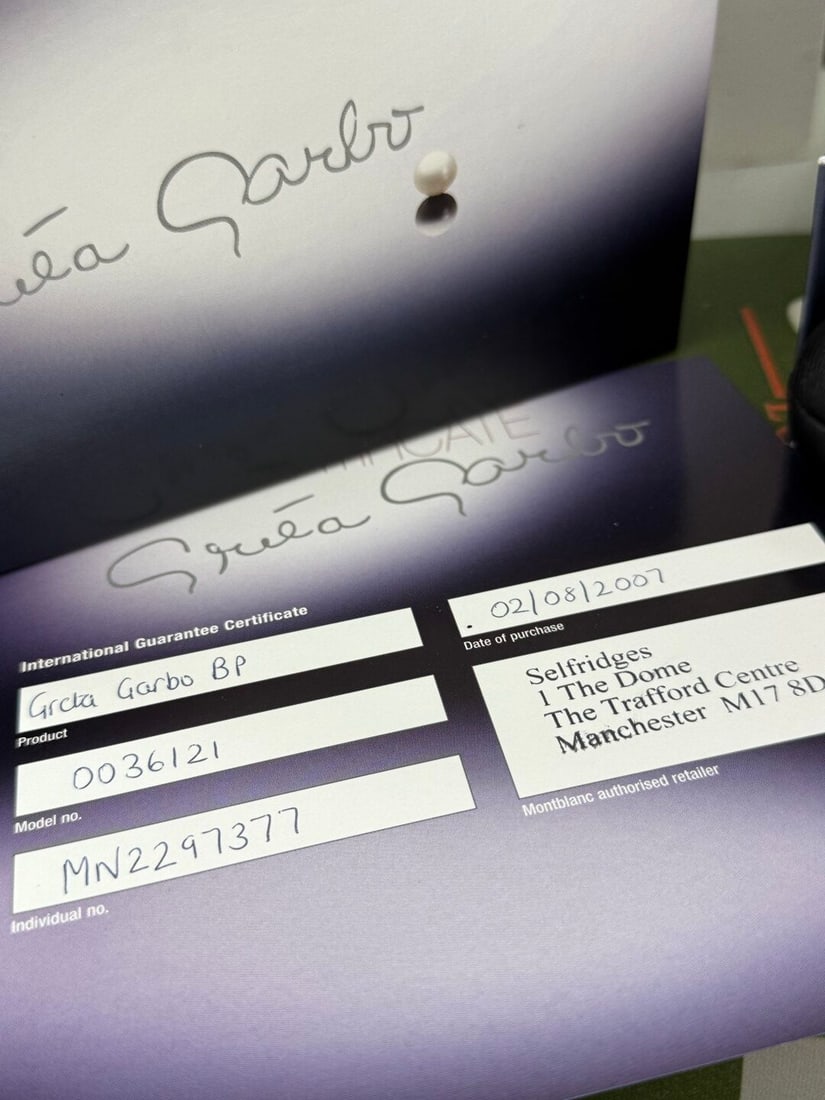 Greta Garbo
CERTIFICATE
Greta Garbo
International Guarantee Certificate
Greta Garbo BP
Product
0036121
Model no.
MN2297377
Individual no.
. 02/08/2007
Date of purchase
Selfridges
1 The Dome
The Trafford Centre
Manchester M17 8D
Montblanc authorised retailer